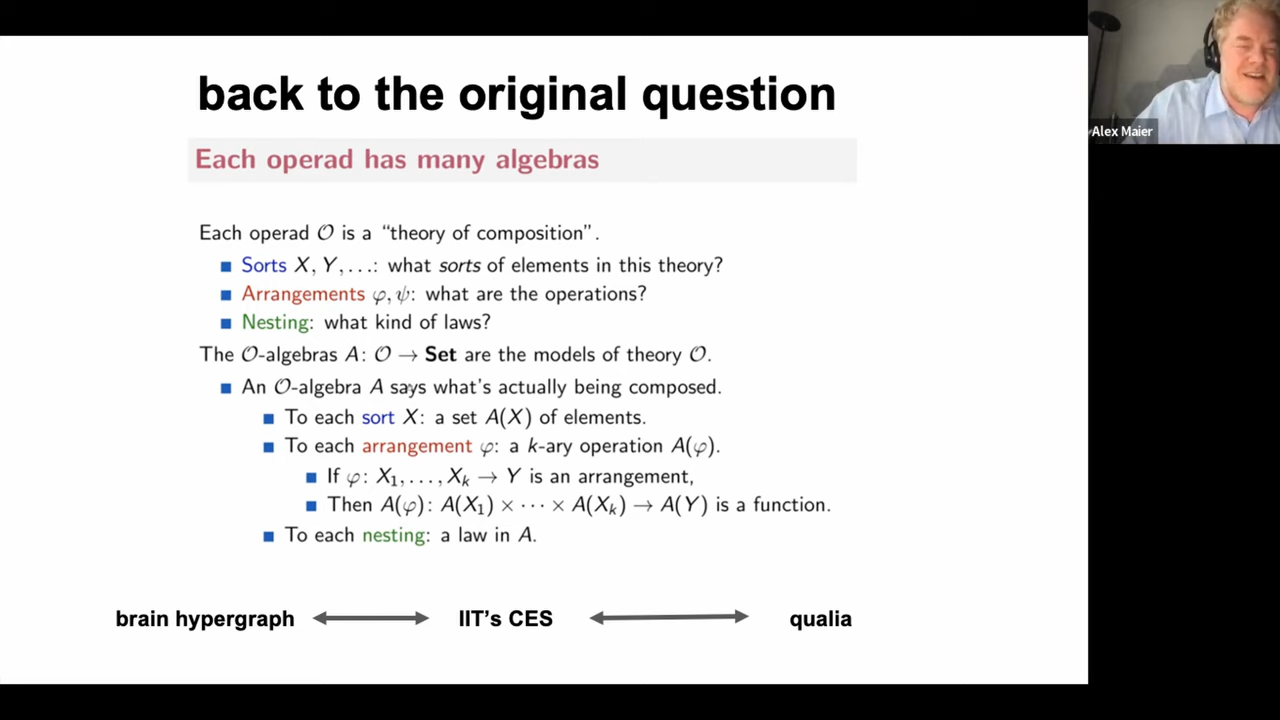 back to the original question
Each operad has many algebras
Each operad 𝒪 is a “theory of composition”.
■ Sorts X, Y, ...: what sorts of elements in this theory?
■ Arrangements φ, ψ: what are the operations?
■ Nesting: what kind of laws?
The 𝒪-algebras A: 𝒪 → Set are the models of theory 𝒪.
■ An 𝒪-algebra A says what's actually being composed.
■ To each sort X: a set A(X) of elements.
■ To each arrangement φ: a k-ary operation A(φ).
■ If φ: X₁, ..., Xₖ → Y is an arrangement,
■ Then A(φ): A(X₁) × ··· × A(Xₖ) → A(Y) is a function.
■ To each nesting: a law in A.
brain hypergraph IIT’s CES qualia
Alex Maier